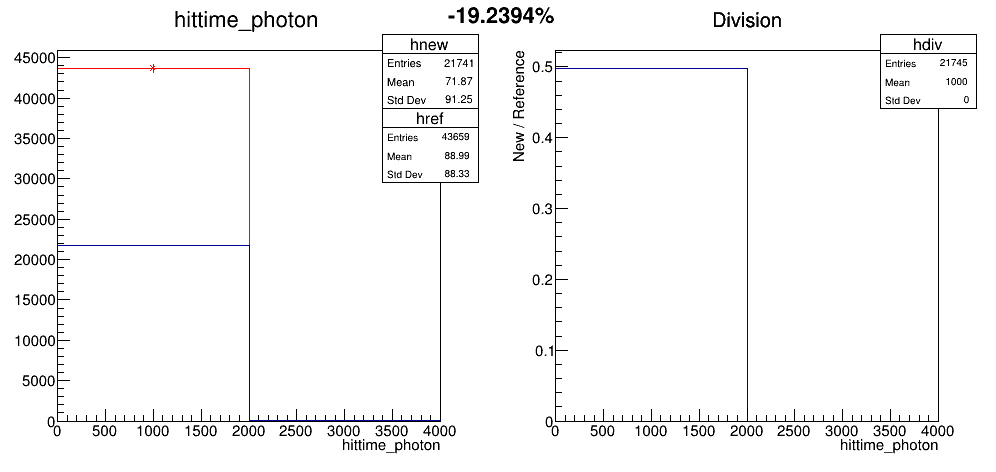 hittime_photon
-19.2394%
Division
hnew
Entries 21741
Mean 71.87
Std Dev 91.25
href
Entries 43659
Mean 88.99
Std Dev 88.33
45000
40000
35000
30000
25000
20000
15000
10000
5000
0
0 500 1000 1500 2000 2500 3000 3500 4000
hittime_photon
hdiv
Entries 21745
Mean 1000
Std Dev 0
New / Reference
0.5
0.4
0.3
0.2
0.1
0
0 500 1000 1500 2000 2500 3000 3500 4000
hittime_photon